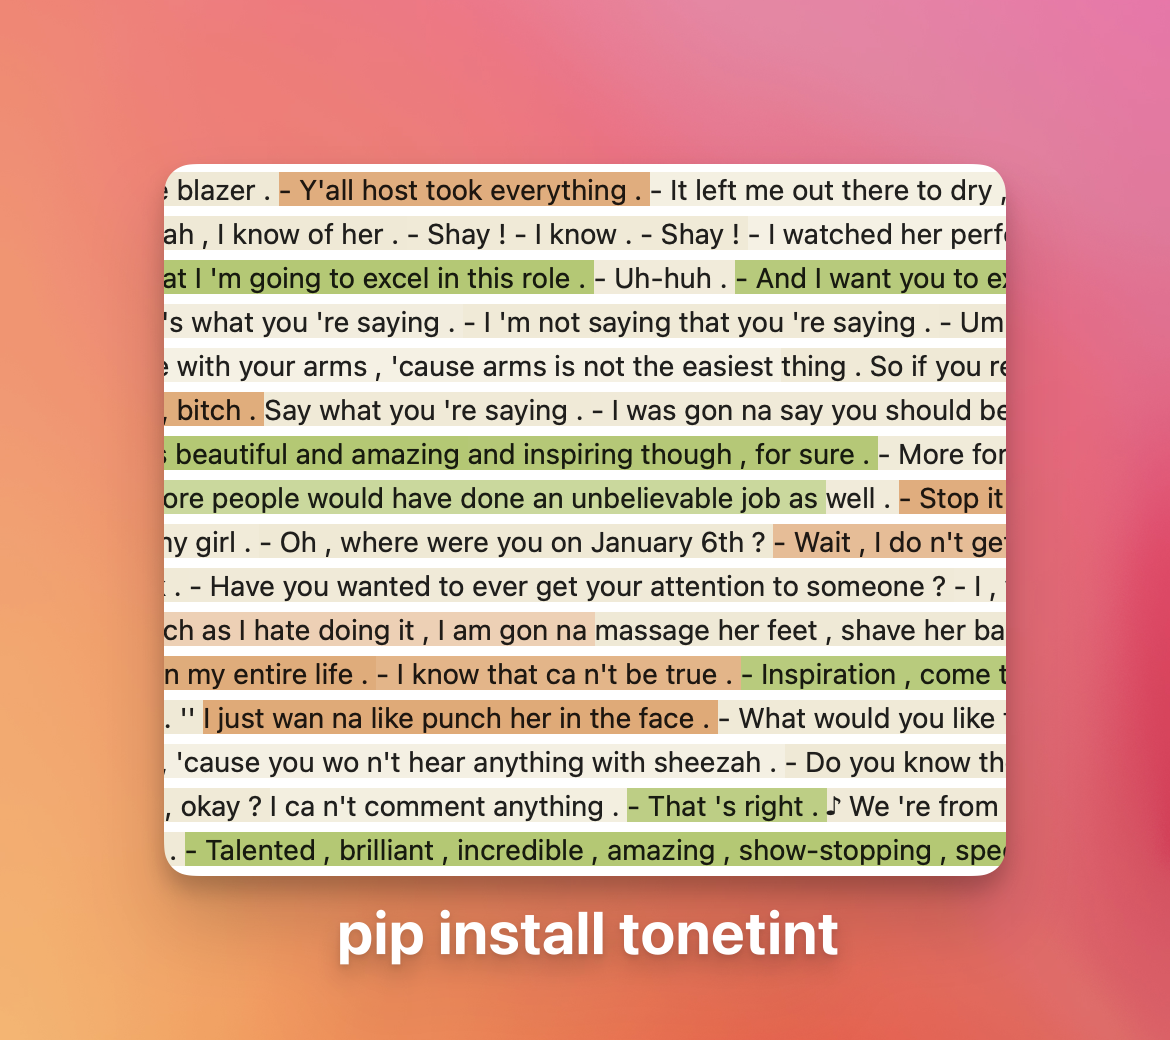 blazer . - Y'all host took everything . - It left me out there to dry ,
ah , I know of her . - Shay ! - I know . - Shay ! - I watched her perf
at I 'm going to excel in this role . - Uh-huh . - And I want you to ex
's what you 're saying . - I 'm not saying that you 're saying . - Um
with your arms , 'cause arms is not the easiest thing . So if you re
, bitch . Say what you 're saying . - I was gon na say you should be
s beautiful and amazing and inspiring though , for sure . - More for
ore people would have done an unbelievable job as well . - Stop it
ny girl . - Oh , where were you on January 6th ? - Wait , I do n't get
. - Have you wanted to ever get your attention to someone ? - I ,
ch as I hate doing it , I am gon na massage her feet , shave her ba
n my entire life . - I know that ca n't be true . - Inspiration , come t
. '' I just wan na like punch her in the face . - What would you like
, 'cause you wo n't hear anything with sheezah . - Do you know th
, okay ? I ca n't comment anything . - That 's right . ♪ We 're from
. - Talented , brilliant , incredible , amazing , show-stopping , spec
pip install tonetint